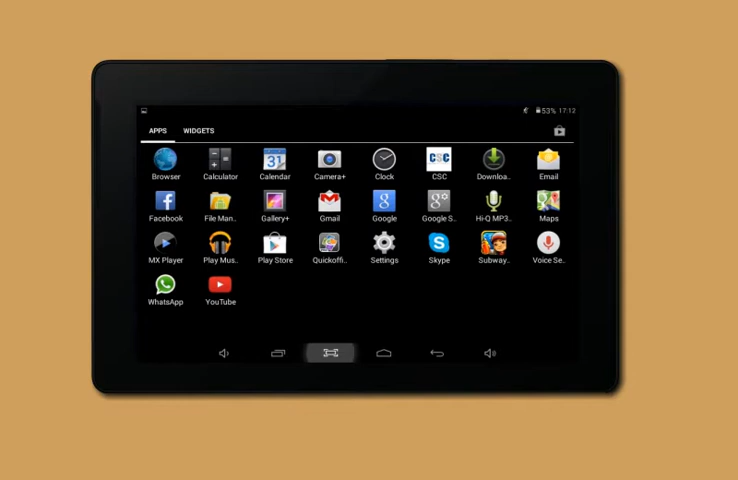 53% 17:12
APPS WIDGETS
31 CSC
Browser Calculator Calendar Camera+ Clock CSC Downloa.. Email
Facebook File Man.. Gallery+ Gmail Google Google S.. Hi-Q MP3.. Maps
MX Player Play Mus.. Play Store Quickoffi.. Settings Skype Subway.. Voice Se..
WhatsApp YouTube